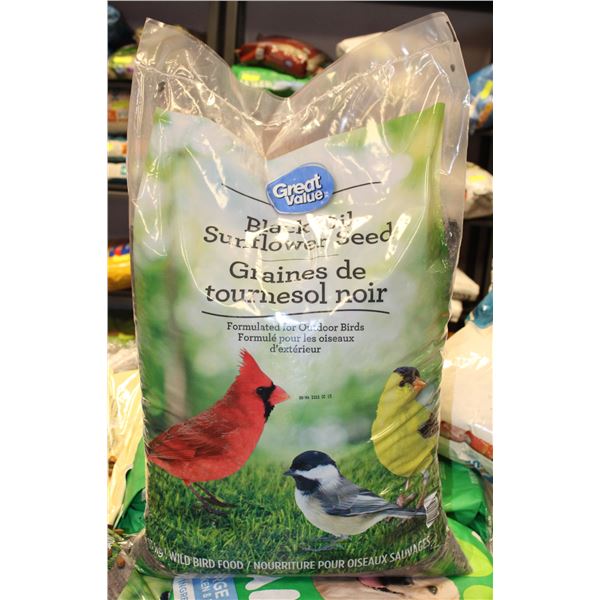 Great
Value
Black Oil
Sunflower Seed
Graines de
tournesol noir
Formulated for Outdoor Birds
Formulé pour les oiseaux
d'extérieur
WILD BIRD FOOD / NOURRITURE POUR OISEAUX SAUVAGES